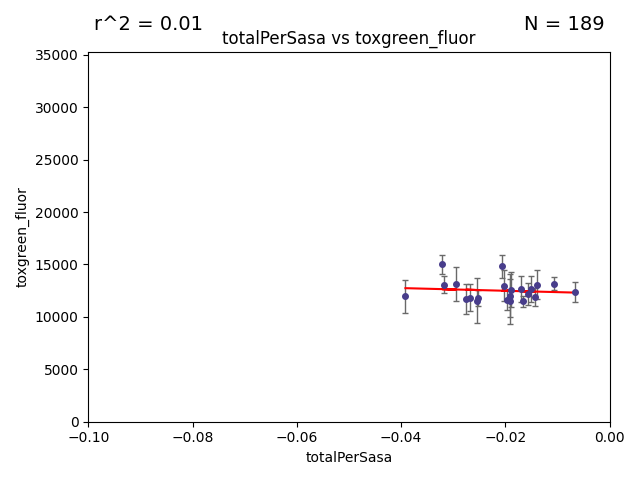 r^2 = 0.01
N = 189
totalPerSasa vs toxgreen_fluor
35000
30000
25000
20000
15000
10000
5000
0
toxgreen_fluor
−0.10
−0.08
−0.06
−0.04
−0.02
0.00
totalPerSasa